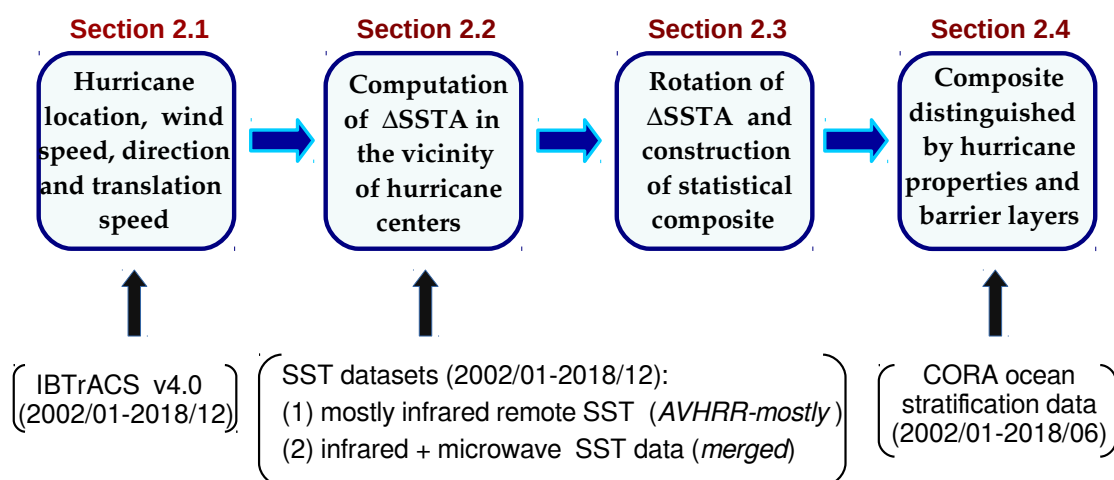 Section 2.1
Hurricane
location, wind
speed, direction
and translation
speed
Section 2.2
Computation
of ΔSSTA in
the vicinity
of hurricane
centers
Section 2.3
Rotation of
ΔSSTA and
construction
of statistical
composite
Section 2.4
Composite
distinguished
by hurricane
properties and
barrier layers
IBTrACS v4.0
(2002/01-2018/12)
SST datasets (2002/01-2018/12):
(1) mostly infrared remote SST (AVHRR-mostly)
(2) infrared + microwave SST data (merged)
CORA ocean
stratification data
(2002/01-2018/06)